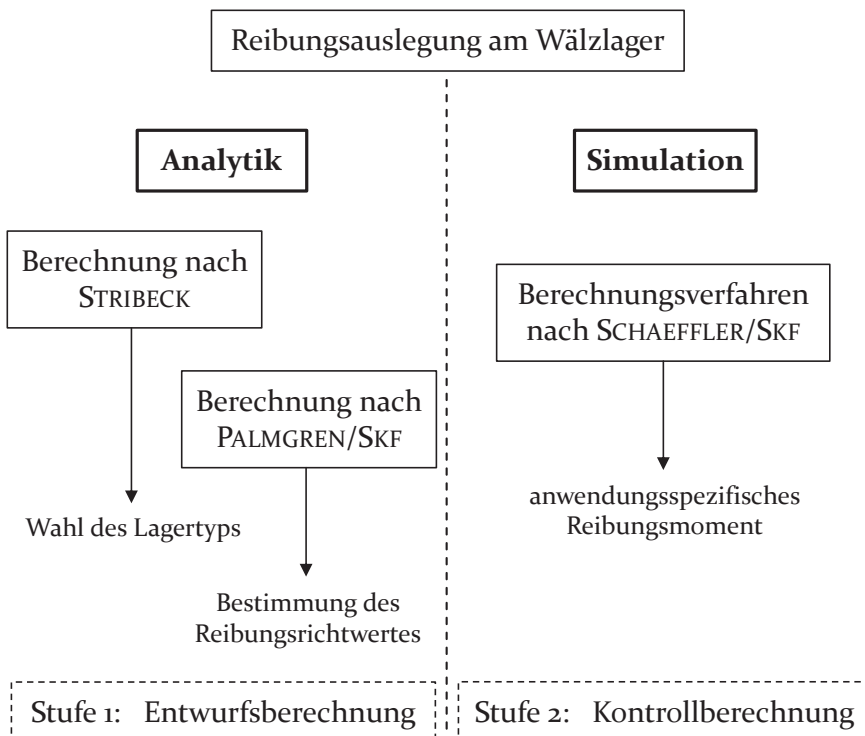 Reibungsauslegung am Wälzlager
Analytik
Simulation
Berechnung nach
STRIBECK
Berechnungsverfahren
nach SCHAEFFLER/SKF
Berechnung nach
PALMGREN/SKF
Wahl des Lagertyps
anwendungsspezifisches
Reibungsmoment
Bestimmung des
Reibungsrichtwertes
Stufe 1: Entwurfsberechnung
Stufe 2: Kontrollberechnung